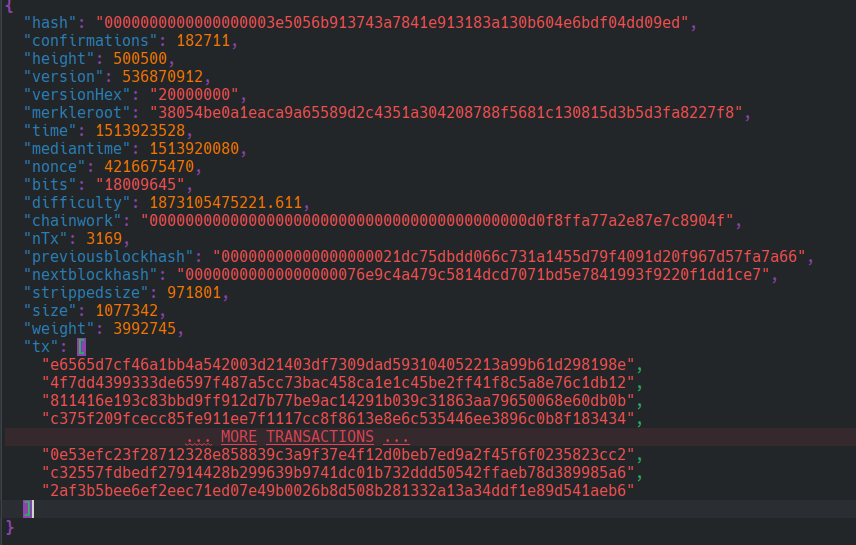 {
"hash": "0000000000000000003e5056b913743a7841e913183a130b604e6bdf04dd09ed",
"confirmations": 182711,
"height": 500500,
"version": 536870912,
"versionHex": "20000000",
"merkleroot": "38054be0a1eaca9a65589d2c4351a304208788f5681c130815d3b5d3fa8227f8",
"time": 1513923528,
"mediantime": 1513920080,
"nonce": 4216675470,
"bits": "18009645",
"difficulty": 1873105475221.611,
"chainwork": "000000000000000000000000000000000000000000d0f8ffa77a2e87e7c8904f",
"nTx": 3169,
"previousblockhash": "00000000000000000021dc75dbdd066c731a1455d79f4091d20f967d57fa7a66",
"nextblockhash": "00000000000000000076e9c4a479c5814dcd7071bd5e7841993f9220f1dd1ce7",
"strippedsize": 971801,
"size": 1077342,
"weight": 3992745,
"tx": [
"e6565d7cf46a1bb4a542003d21403df7309dad593104052213a99b61d298198e",
"4f7dd4399333de6597f487a5cc73bac458ca1e1c45be2ff41f8c5a8e76c1db12",
"811416e193c83bbd9ff912d7b77be9ac14291b039c31863aa79650068e60db0b",
"c375f209fcecc85fe911ee7f1117cc8f8613e8e6c535446ee3896c0b8f183434",
... MORE TRANSACTIONS ...
"0e53efc23f28712328e858839c3a9f37e4f12d0beb7ed9a2f45f6f0235823cc2",
"c32557fdbedf27914428b299639b9741dc01b732ddd50542ffaeb78d389985a6",
"2af3b5bee6ef2eec71ed07e49b0026b8d508b281332a13a34ddf1e89d541aeb6"
]
}